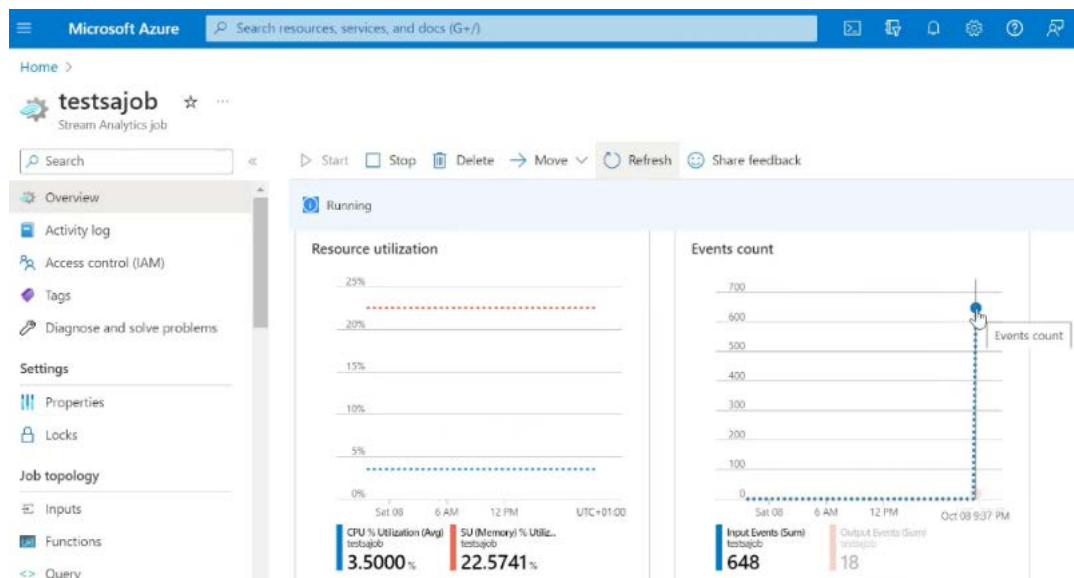 Microsoft Azure
Search resources, services, and docs (G+/)
Home >
testsajob
Stream Analytics job
Search
Start Stop Delete Move Refresh Share feedback
Overview
Activity log
Access control (IAM)
Tags
Diagnose and solve problems
Settings
Properties
Locks
Job topology
Inputs
Functions
Query
Running
Resource utilization
25%
20%
15%
10%
5%
0%
Sat 08 6 AM 12 PM UTC+01:00
CPU % Utilization (Avg)
testsajob
3.5000 %
SU (Memory) % Utiliz...
testsajob
22.5741 %
Events count
700
600
500
400
300
200
100
0
Events count
Sat 08 6 AM 12 PM Oct 08 9:37 PM
Input Events (Sum)
testsajob
648
Output Events (Sum)
testsajob
18